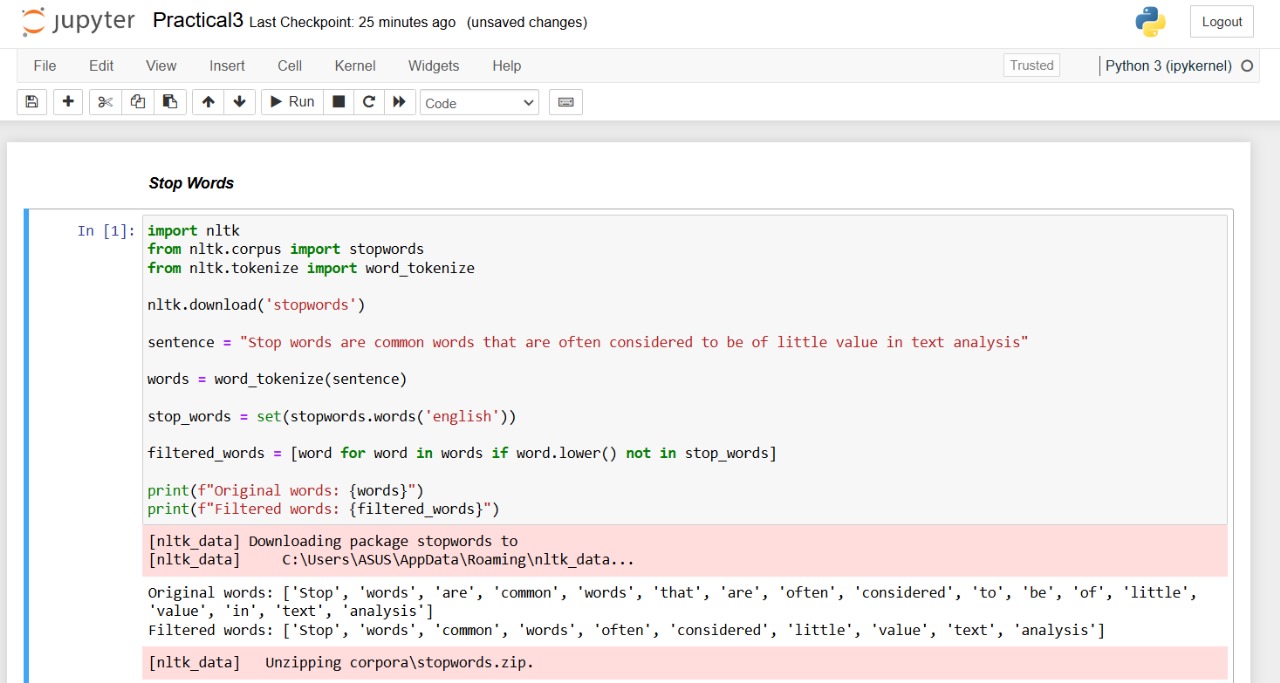 jupyter Practical3 Last Checkpoint: 25 minutes ago (unsaved changes) Logout
File Edit View Insert Cell Kernel Widgets Help Trusted Python 3 (ipykernel)
Run Code
Stop Words
In [1]: import nltk
from nltk.corpus import stopwords
from nltk.tokenize import word_tokenize
nltk.download('stopwords')
sentence = "Stop words are common words that are often considered to be of little value in text analysis"
words = word_tokenize(sentence)
stop_words = set(stopwords.words('english'))
filtered_words = [word for word in words if word.lower() not in stop_words]
print(f"Original words: {words}")
print(f"Filtered words: {filtered_words}")
[nltk_data] Downloading package stopwords to
[nltk_data]     C:\Users\ASUS\AppData\Roaming\nltk_data...
Original words: ['Stop', 'words', 'are', 'common', 'words', 'that', 'are', 'often', 'considered', 'to', 'be', 'of', 'little',
'value', 'in', 'text', 'analysis']
Filtered words: ['Stop', 'words', 'common', 'words', 'often', 'considered', 'little', 'value', 'text', 'analysis']
[nltk_data]   Unzipping corpora\stopwords.zip.